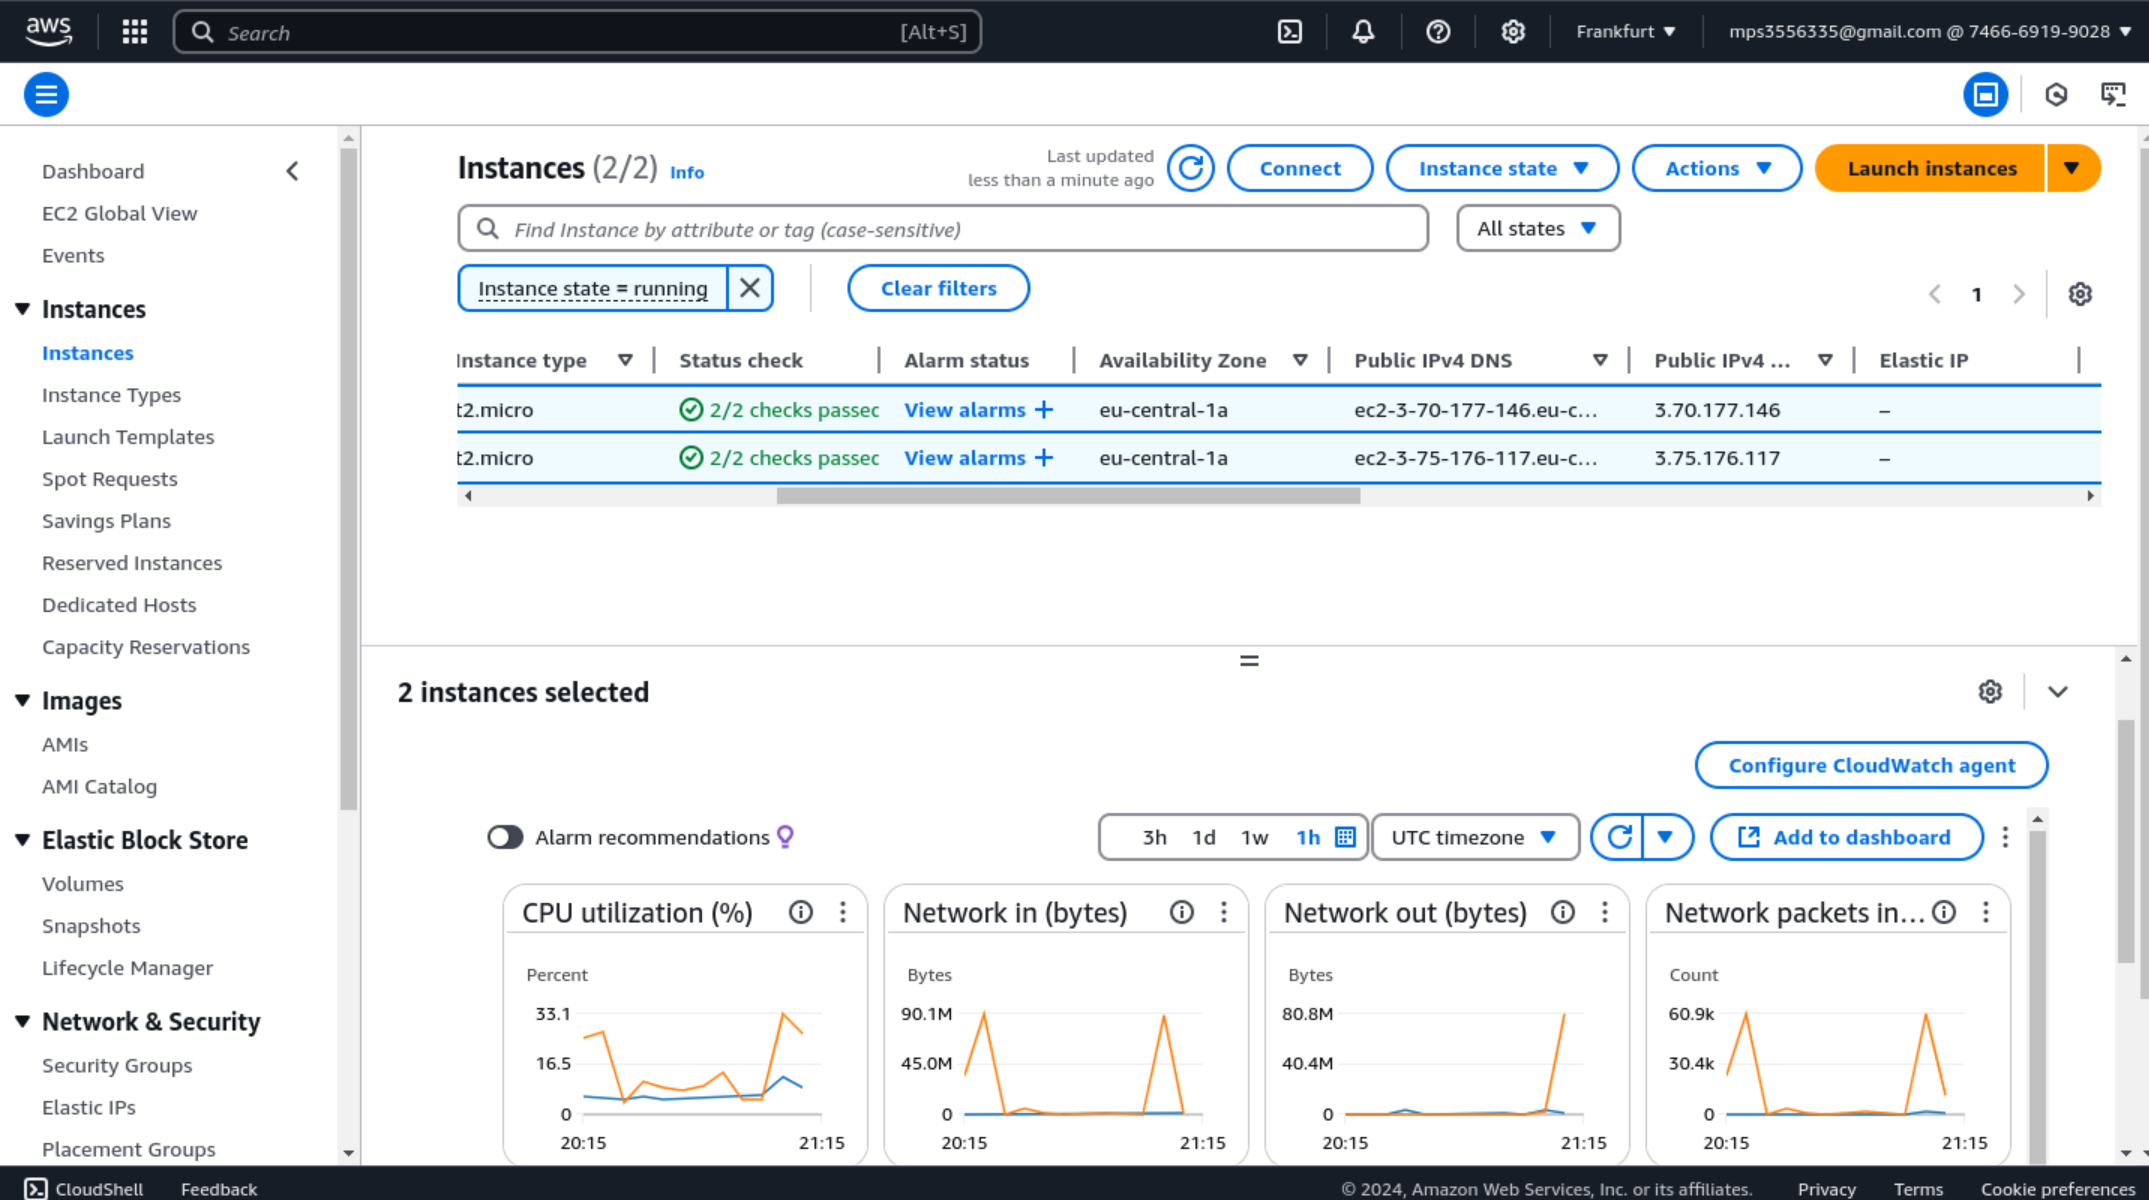 aws
Search
[Alt+S]
Frankfurt
mps3556335@gmail.com @ 7466-6919-9028
Dashboard
EC2 Global View
Events
Instances
Instances
Instance Types
Launch Templates
Spot Requests
Savings Plans
Reserved Instances
Dedicated Hosts
Capacity Reservations
Images
AMIs
AMI Catalog
Elastic Block Store
Volumes
Snapshots
Lifecycle Manager
Network & Security
Security Groups
Elastic IPs
Placement Groups
Instances (2/2) Info
Last updated
less than a minute ago
Connect
Instance state
Actions
Launch instances
Find Instance by attribute or tag (case-sensitive)
All states
Instance state = running
Clear filters
1
Instance type Status check Alarm status Availability Zone Public IPv4 DNS Public IPv4 ... Elastic IP
t2.micro 2/2 checks passec View alarms + eu-central-1a ec2-3-70-177-146.eu-c... 3.70.177.146 –
t2.micro 2/2 checks passec View alarms + eu-central-1a ec2-3-75-176-117.eu-c... 3.75.176.117 –
2 instances selected
Configure CloudWatch agent
Alarm recommendations
3h 1d 1w 1h
UTC timezone
Add to dashboard
CPU utilization (%)
Percent
33.1
16.5
0
20:15 21:15
Network in (bytes)
Bytes
90.1M
45.0M
0
20:15 21:15
Network out (bytes)
Bytes
80.8M
40.4M
0
20:15 21:15
Network packets in...
Count
60.9k
30.4k
0
20:15 21:15
CloudShell Feedback
© 2024, Amazon Web Services, Inc. or its affiliates. Privacy Terms Cookie preferences